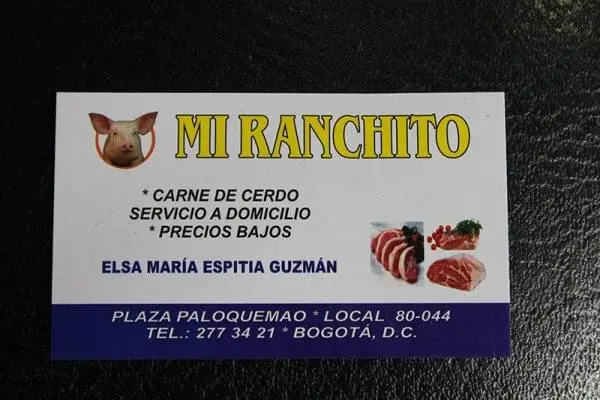 MI RANCHITO
* CARNE DE CERDO
SERVICIO A DOMICILIO
* PRECIOS BAJOS
ELSA MARÍA ESPITIA GUZMÁN
PLAZA PALOQUEMAO * LOCAL 80-044
TEL.: 277 34 21 * BOGOTÁ, D.C.